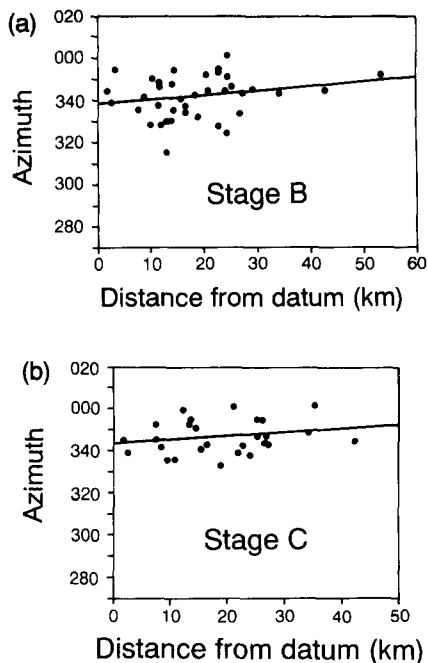 (a)
020
000
340
320
300
280
Azimuth
Stage B
0 10 20 30 40 50 60
Distance from datum (km)
(b)
020
000
340
320
300
270
Azimuth
Stage C
0 10 20 30 40 50
Distance from datum (km)